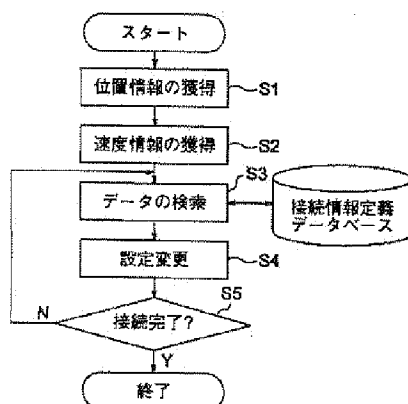 スタート
位置情報の獲得
S1
速度情報の獲得
S2
S3
データの検索
接続情報定義
データベース
設定変更
S4
S5
接続完了?
N
Y
終了